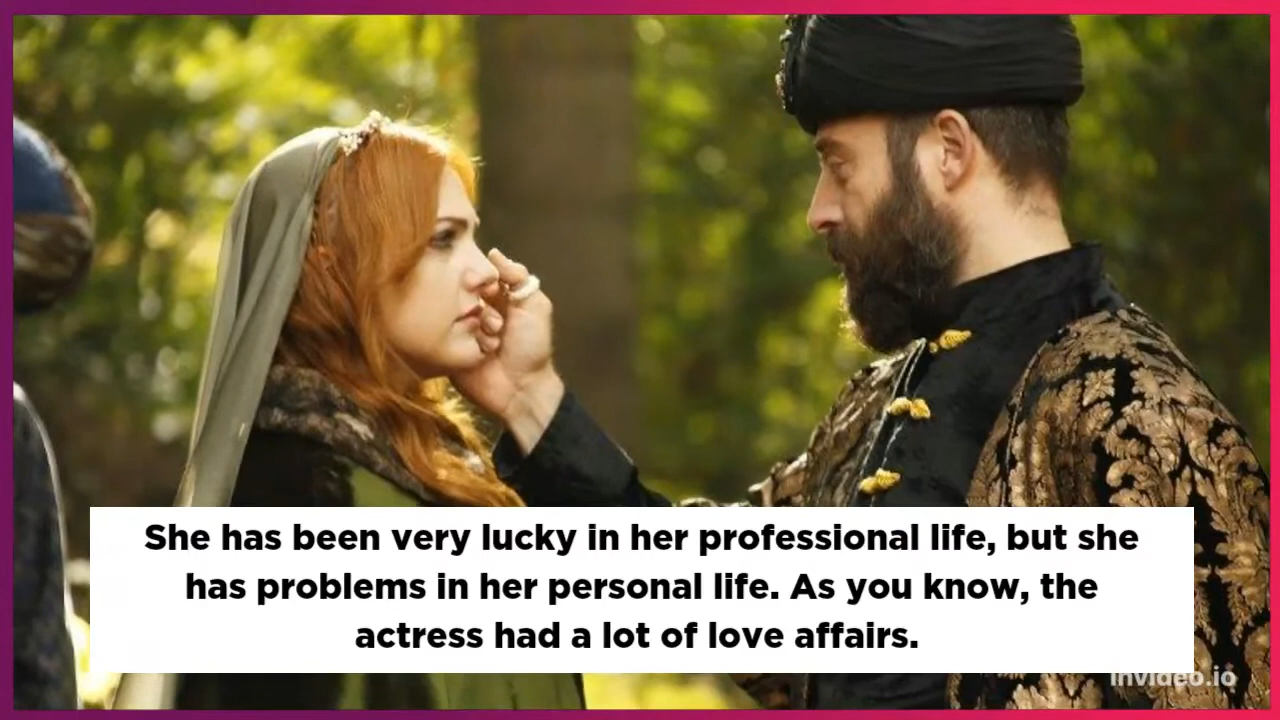 She has been very lucky in her professional life, but she
has problems in her personal life. As you know, the
actress had a lot of love affairs.
invideo.io